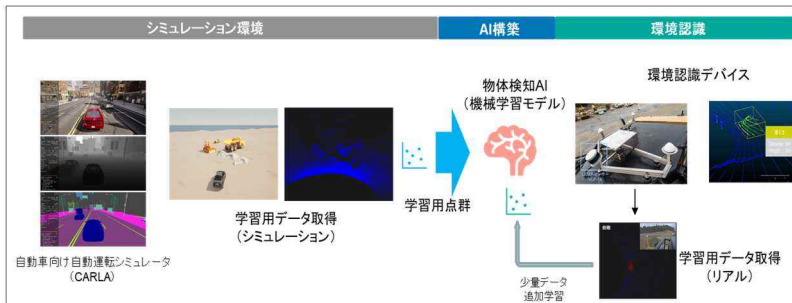 シミュレーション環境
AI構築
環境認識
物体検知AI
(機械学習モデル)
環境認識デバイス
学習用点群
学習用データ取得
(シミュレーション)
自動車向け自動運転シミュレータ
(CARLA)
少量データ
追加学習
学習用データ取得
(リアル)